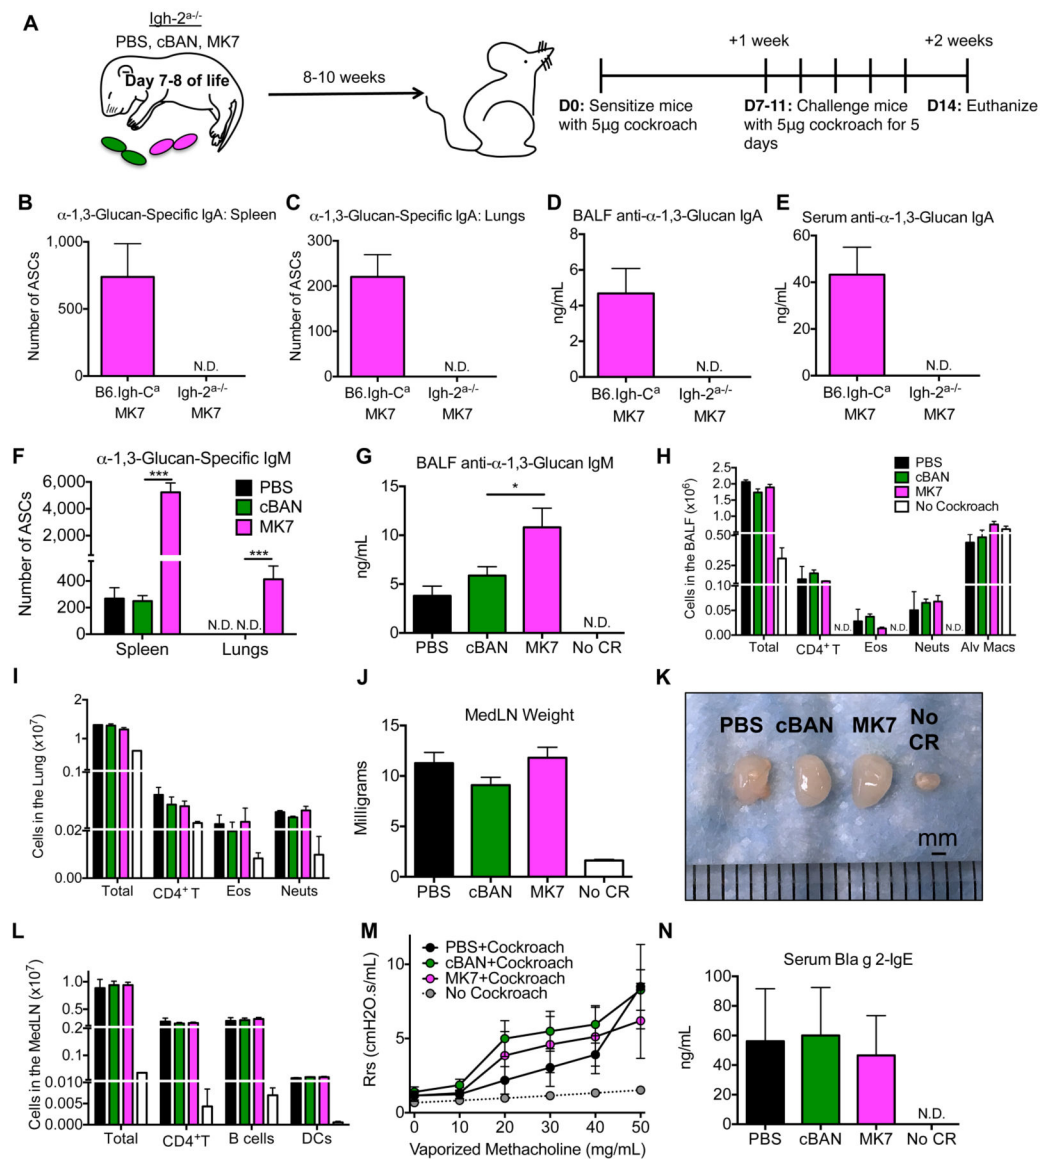 A
Igh-2a-/-
PBS, cBAN, MK7
Day 7-8 of life
8-10 weeks
+1 week
+2 weeks
D0: Sensitize mice
with 5µg cockroach
D7-11: Challenge mice
with 5µg cockroach for 5
days
D14: Euthanize
B
α-1,3-Glucan-Specific IgA: Spleen
Number of ASCs
1,000
500
0
N.D.
B6.Igh-Ca
MK7
Igh-2a-/-
MK7
C
α-1,3-Glucan-Specific IgA: Lungs
Number of ASCs
300
200
100
0
N.D.
B6.Igh-Ca
MK7
Igh-2a-/-
MK7
D
BALF anti-α-1,3-Glucan IgA
ng/mL
8
6
4
2
0
N.D.
B6.Igh-Ca
MK7
Igh-2a-/-
MK7
E
Serum anti-α-1,3-Glucan IgA
ng/mL
60
40
20
0
N.D.
B6.Igh-Ca
MK7
Igh-2a-/-
MK7
F
α-1,3-Glucan-Specific IgM
Number of ASCs
6,000
4,000
2,000
400
200
0
***
***
PBS
cBAN
MK7
N.D. N.D.
Spleen
Lungs
G
BALF anti-α-1,3-Glucan IgM
ng/mL
15
10
5
0
*
N.D.
PBS
cBAN
MK7
No CR
H
Cells in the BALF (x10⁶)
2.5
2.0
1.5
1.0
0.50
0.25
0.10
0.05
0.00
PBS
cBAN
MK7
No Cockroach
N.D.
N.D.
N.D.
Total
CD4+ T
Eos
Neuts
Alv Macs
I
Cells in the Lung (x10⁷)
2
1
0.1
0.02
0.00
Total
CD4+ T
Eos
Neuts
J
MedLN Weight
Milligrams
15
10
5
0
PBS
cBAN
MK7
No CR
K
PBS
cBAN
MK7
No
CR
mm
L
Cells in the MedLN (x10⁷)
1.0
0.5
0.2
0.1
0.010
0.005
0.000
Total
CD4+T
B cells
DCs
M
PBS+Cockroach
cBAN+Cockroach
MK7+Cockroach
No Cockroach
Rrs (cmH2O.s/mL)
10
5
0
0
10
20
30
40
50
Vaporized Methacholine (mg/mL)
N
Serum Bla g 2-IgE
ng/mL
100
80
60
40
20
0
N.D.
PBS
cBAN
MK7
No CR